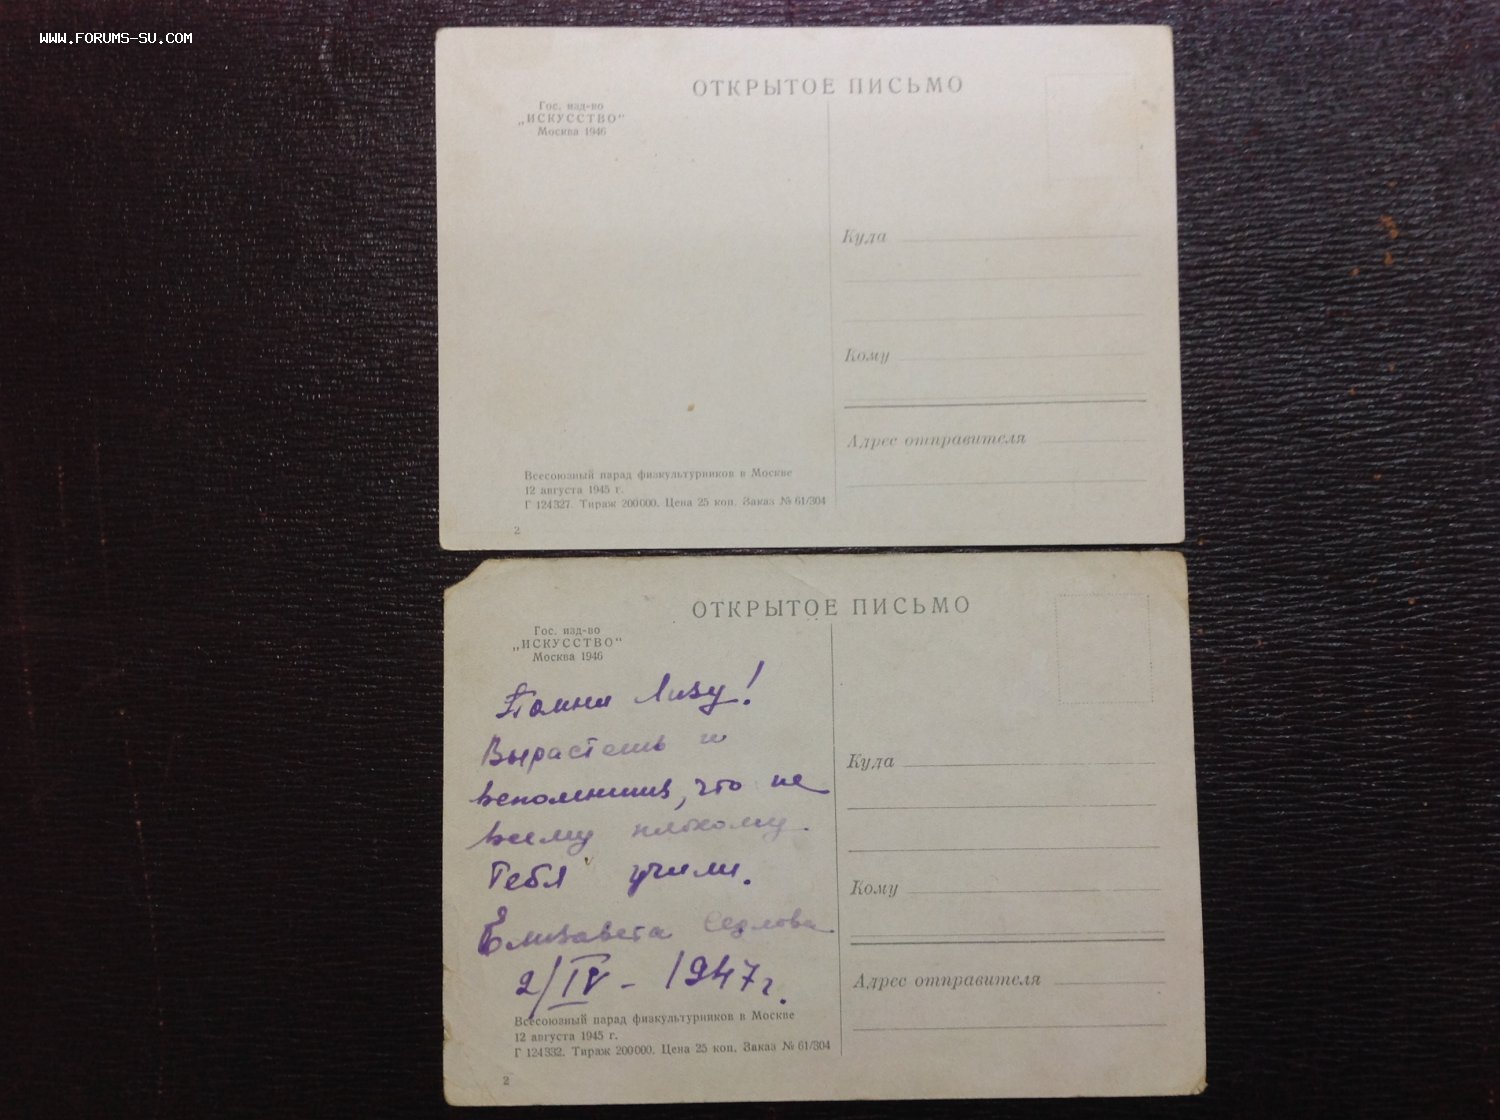 WWW.FORUMS-SU.COM
ОТКРЫТОЕ ПИСЬМО
Гос. изд-во
„ИСКУССТВО“
Москва 1946
Куда
Кому
Адрес отправителя
Всесоюзный парад физкультурников в Москве
12 августа 1945 г.
Г 124327. Тираж 200000. Цена 25 коп. Заказ № 61/304
2
ОТКРЫТОЕ ПИСЬМО
Гос. изд-во
„ИСКУССТВО“
Москва 1946
Помни Лизу!
Вырастешь и
вспомнишь, что не
всему плохому
Тебя учили.
Елизавета Седлова
2/IV - 1947 г.
Куда
Кому
Адрес отправителя
Всесоюзный парад физкультурников в Москве
12 августа 1945 г.
Г 124332. Тираж 200000. Цена 25 коп. Заказ № 61/304
2